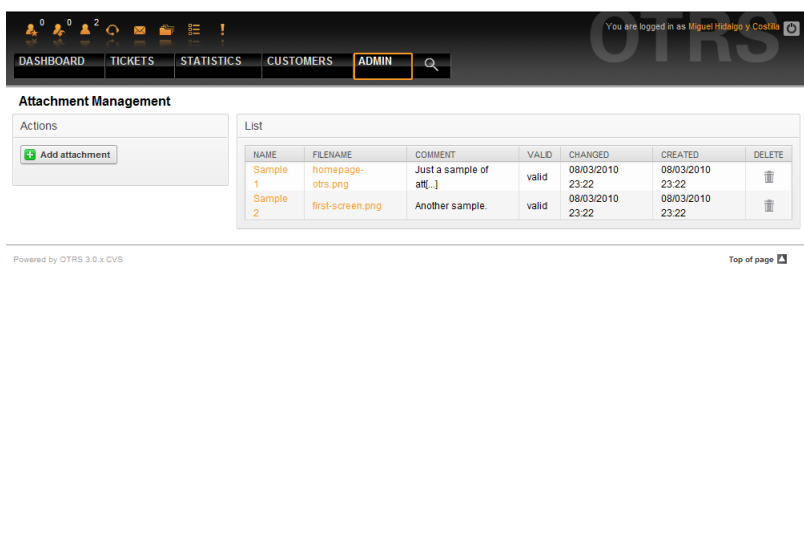 OTRS
0 0 2
You are logged in as Miguel Hidalgo y Costilla
DASHBOARD TICKETS STATISTICS CUSTOMERS ADMIN
Attachment Management
Actions
Add attachment
List
NAME FILENAME COMMENT VALID CHANGED CREATED DELETE
Sample 1 homepage-otrs.png Just a sample of att[...] valid 08/03/2010 23:22 08/03/2010 23:22
Sample 2 first-screen.png Another sample. valid 08/03/2010 23:22 08/03/2010 23:22
Powered by OTRS 3.0.x CVS
Top of page